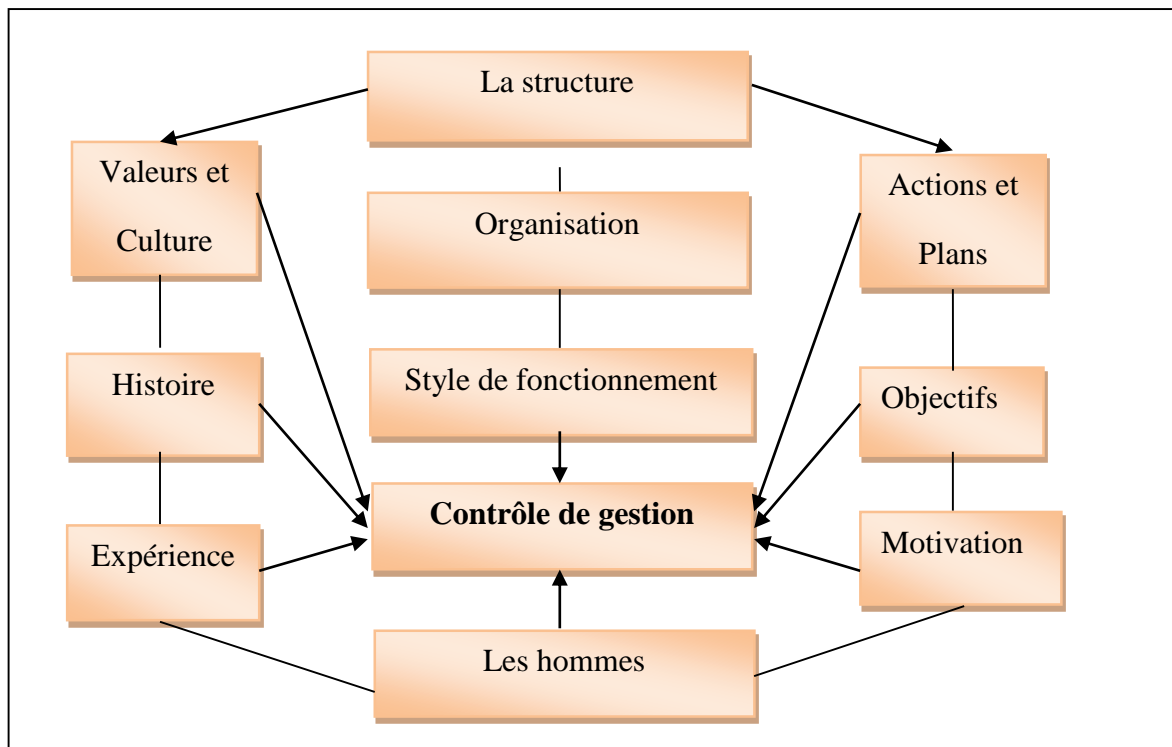 La structure
Valeurs et
Culture
Organisation
Actions et
Plans
Histoire
Style de fonctionnement
Objectifs
Contrôle de gestion
Expérience
Motivation
Les hommes